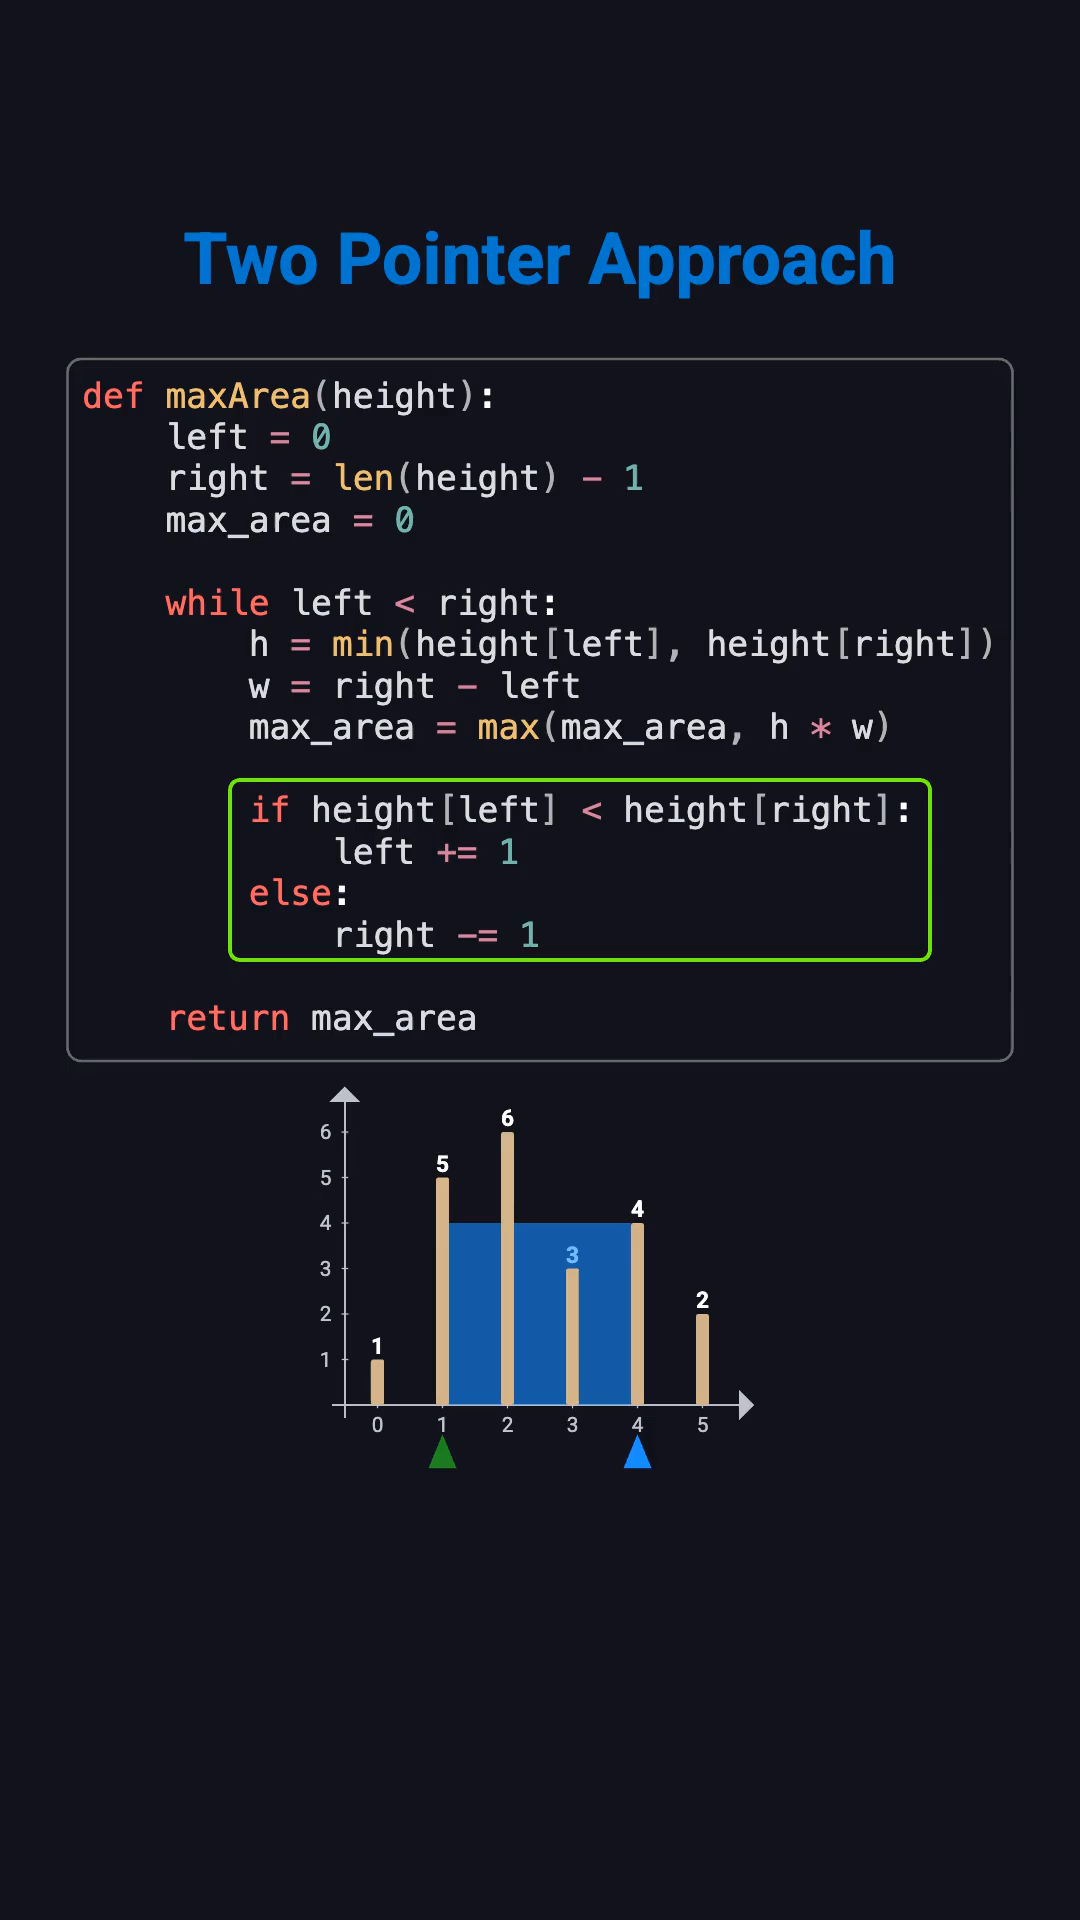 Two Pointer Approach
def maxArea(height):
    left = 0
    right = len(height) - 1
    max_area = 0
    while left < right:
        h = min(height[left], height[right])
        w = right - left
        max_area = max(max_area, h * w)
        if height[left] < height[right]:
            left += 1
        else:
            right -= 1
    return max_area
6
6
5
5
4
4
3
3
2
2
1
1
0 1 2 3 4 5